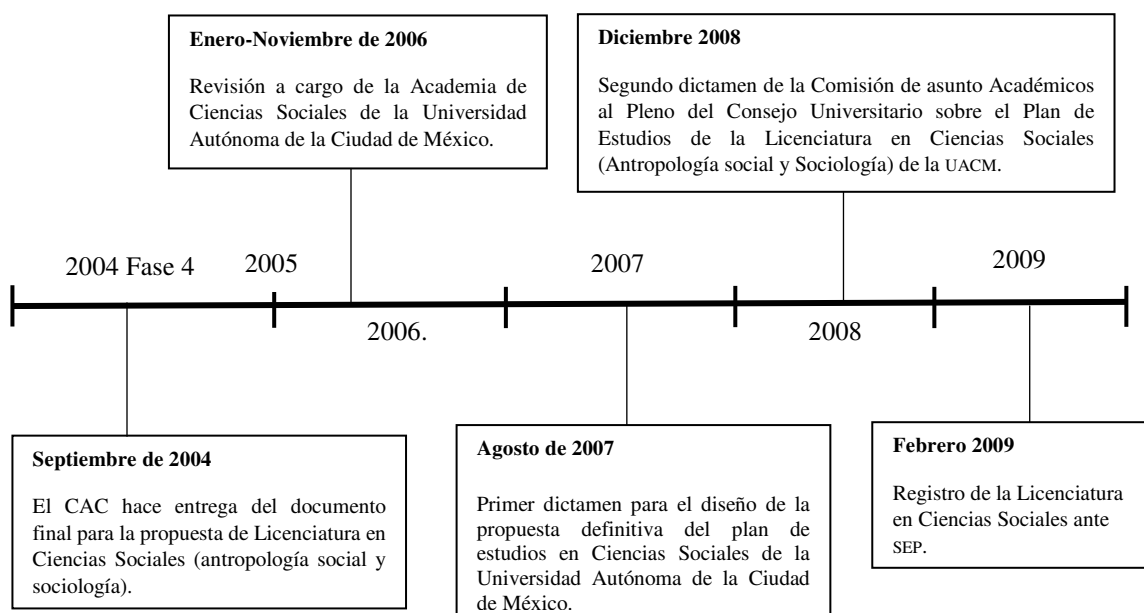 Enero-Noviembre de 2006
Revisión a cargo de la Academia de
Ciencias Sociales de la Universidad
Autónoma de la Ciudad de México.
Diciembre 2008
Segundo dictamen de la Comisión de asunto Académicos
al Pleno del Consejo Universitario sobre el Plan de
Estudios de la Licenciatura en Ciencias Sociales
(Antropología social y Sociología) de la UACM.
2004 Fase 4
2005
2007
2009
2006.
2008
Septiembre de 2004
El CAC hace entrega del documento
final para la propuesta de Licenciatura en
Ciencias Sociales (antropología social y
sociología).
Agosto de 2007
Primer dictamen para el diseño de la
propuesta definitiva del plan de
estudios en Ciencias Sociales de la
Universidad Autónoma de la Ciudad
de México.
Febrero 2009
Registro de la Licenciatura
en Ciencias Sociales ante
SEP.